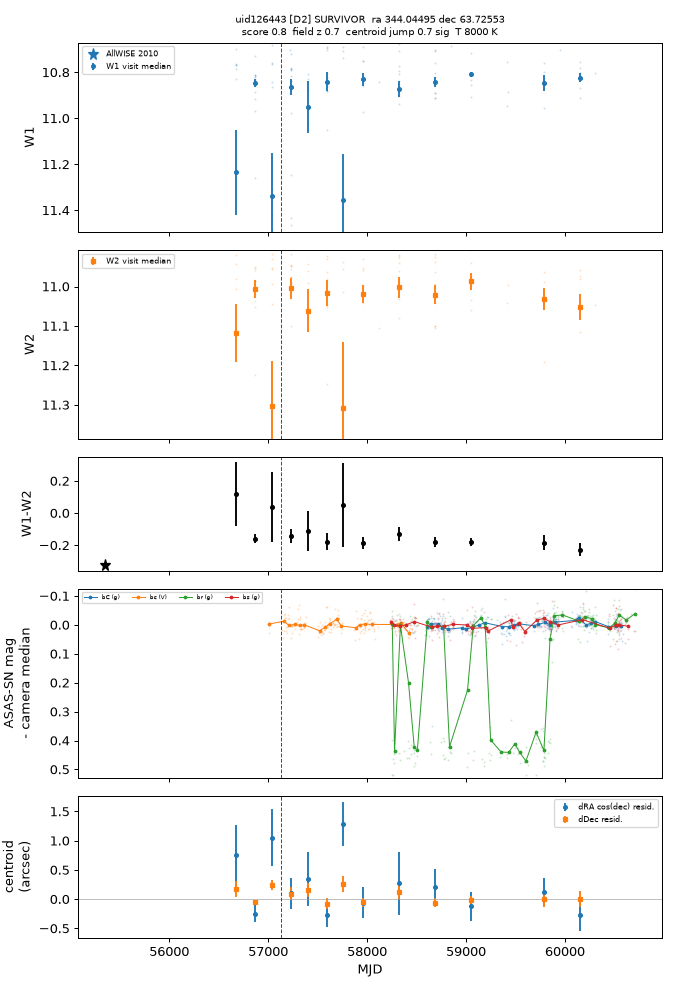 uid126443 [D2] SURVIVOR ra 344.04495 dec 63.72553
score 0.8 field z 0.7 centroid jump 0.7 sig T 8000 K
AllWISE 2010
W1 visit median
10.8
11.0
11.2
11.4
W1
W2 visit median
11.0
11.1
11.2
11.3
W2
0.2
0.0
−0.2
W1-W2
bC (g)
bc (V)
br (g)
bs (g)
−0.1
0.0
0.1
0.2
0.3
0.4
0.5
ASAS-SN mag
- camera median
dRA cos(dec) resid.
dDec resid.
1.5
1.0
0.5
0.0
−0.5
centroid
(arcsec)
56000
57000
58000
59000
60000
MJD